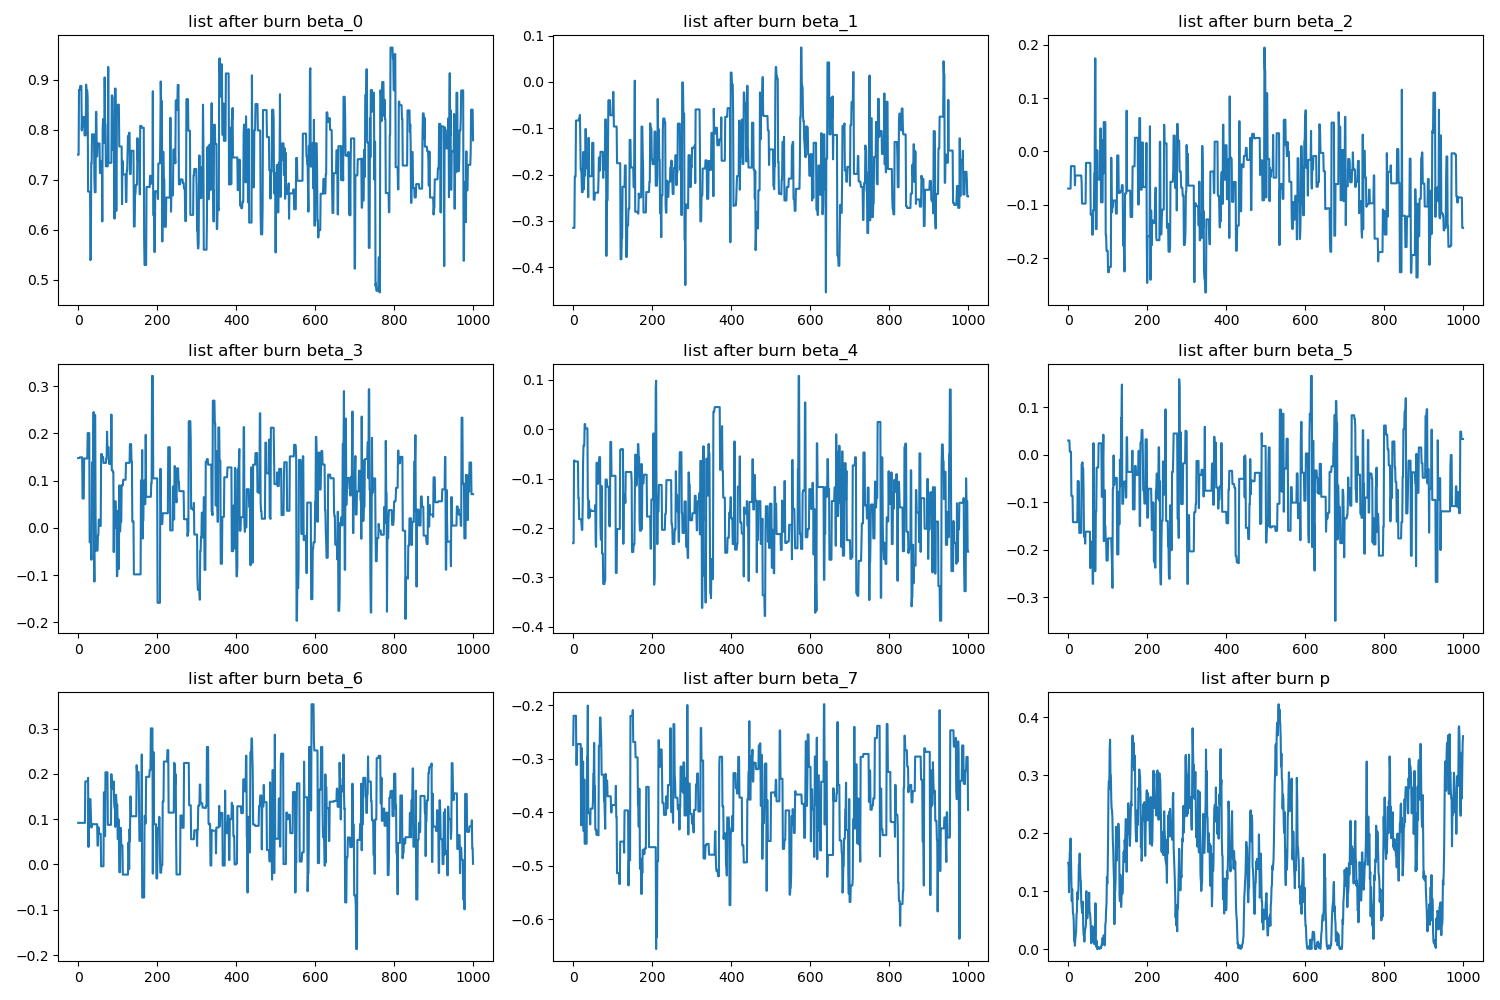 list after burn beta_0
0.9
0.8
0.7
0.6
0.5
0 200 400 600 800 1000
list after burn beta_1
0.1
0.0
−0.1
−0.2
−0.3
−0.4
0 200 400 600 800 1000
list after burn beta_2
0.2
0.1
0.0
−0.1
−0.2
0 200 400 600 800 1000
list after burn beta_3
0.3
0.2
0.1
0.0
−0.1
−0.2
0 200 400 600 800 1000
list after burn beta_4
0.1
0.0
−0.1
−0.2
−0.3
−0.4
0 200 400 600 800 1000
list after burn beta_5
0.1
0.0
−0.1
−0.2
−0.3
0 200 400 600 800 1000
list after burn beta_6
0.3
0.2
0.1
0.0
−0.1
−0.2
0 200 400 600 800 1000
list after burn beta_7
−0.2
−0.3
−0.4
−0.5
−0.6
0 200 400 600 800 1000
list after burn p
0.4
0.3
0.2
0.1
0.0
0 200 400 600 800 1000